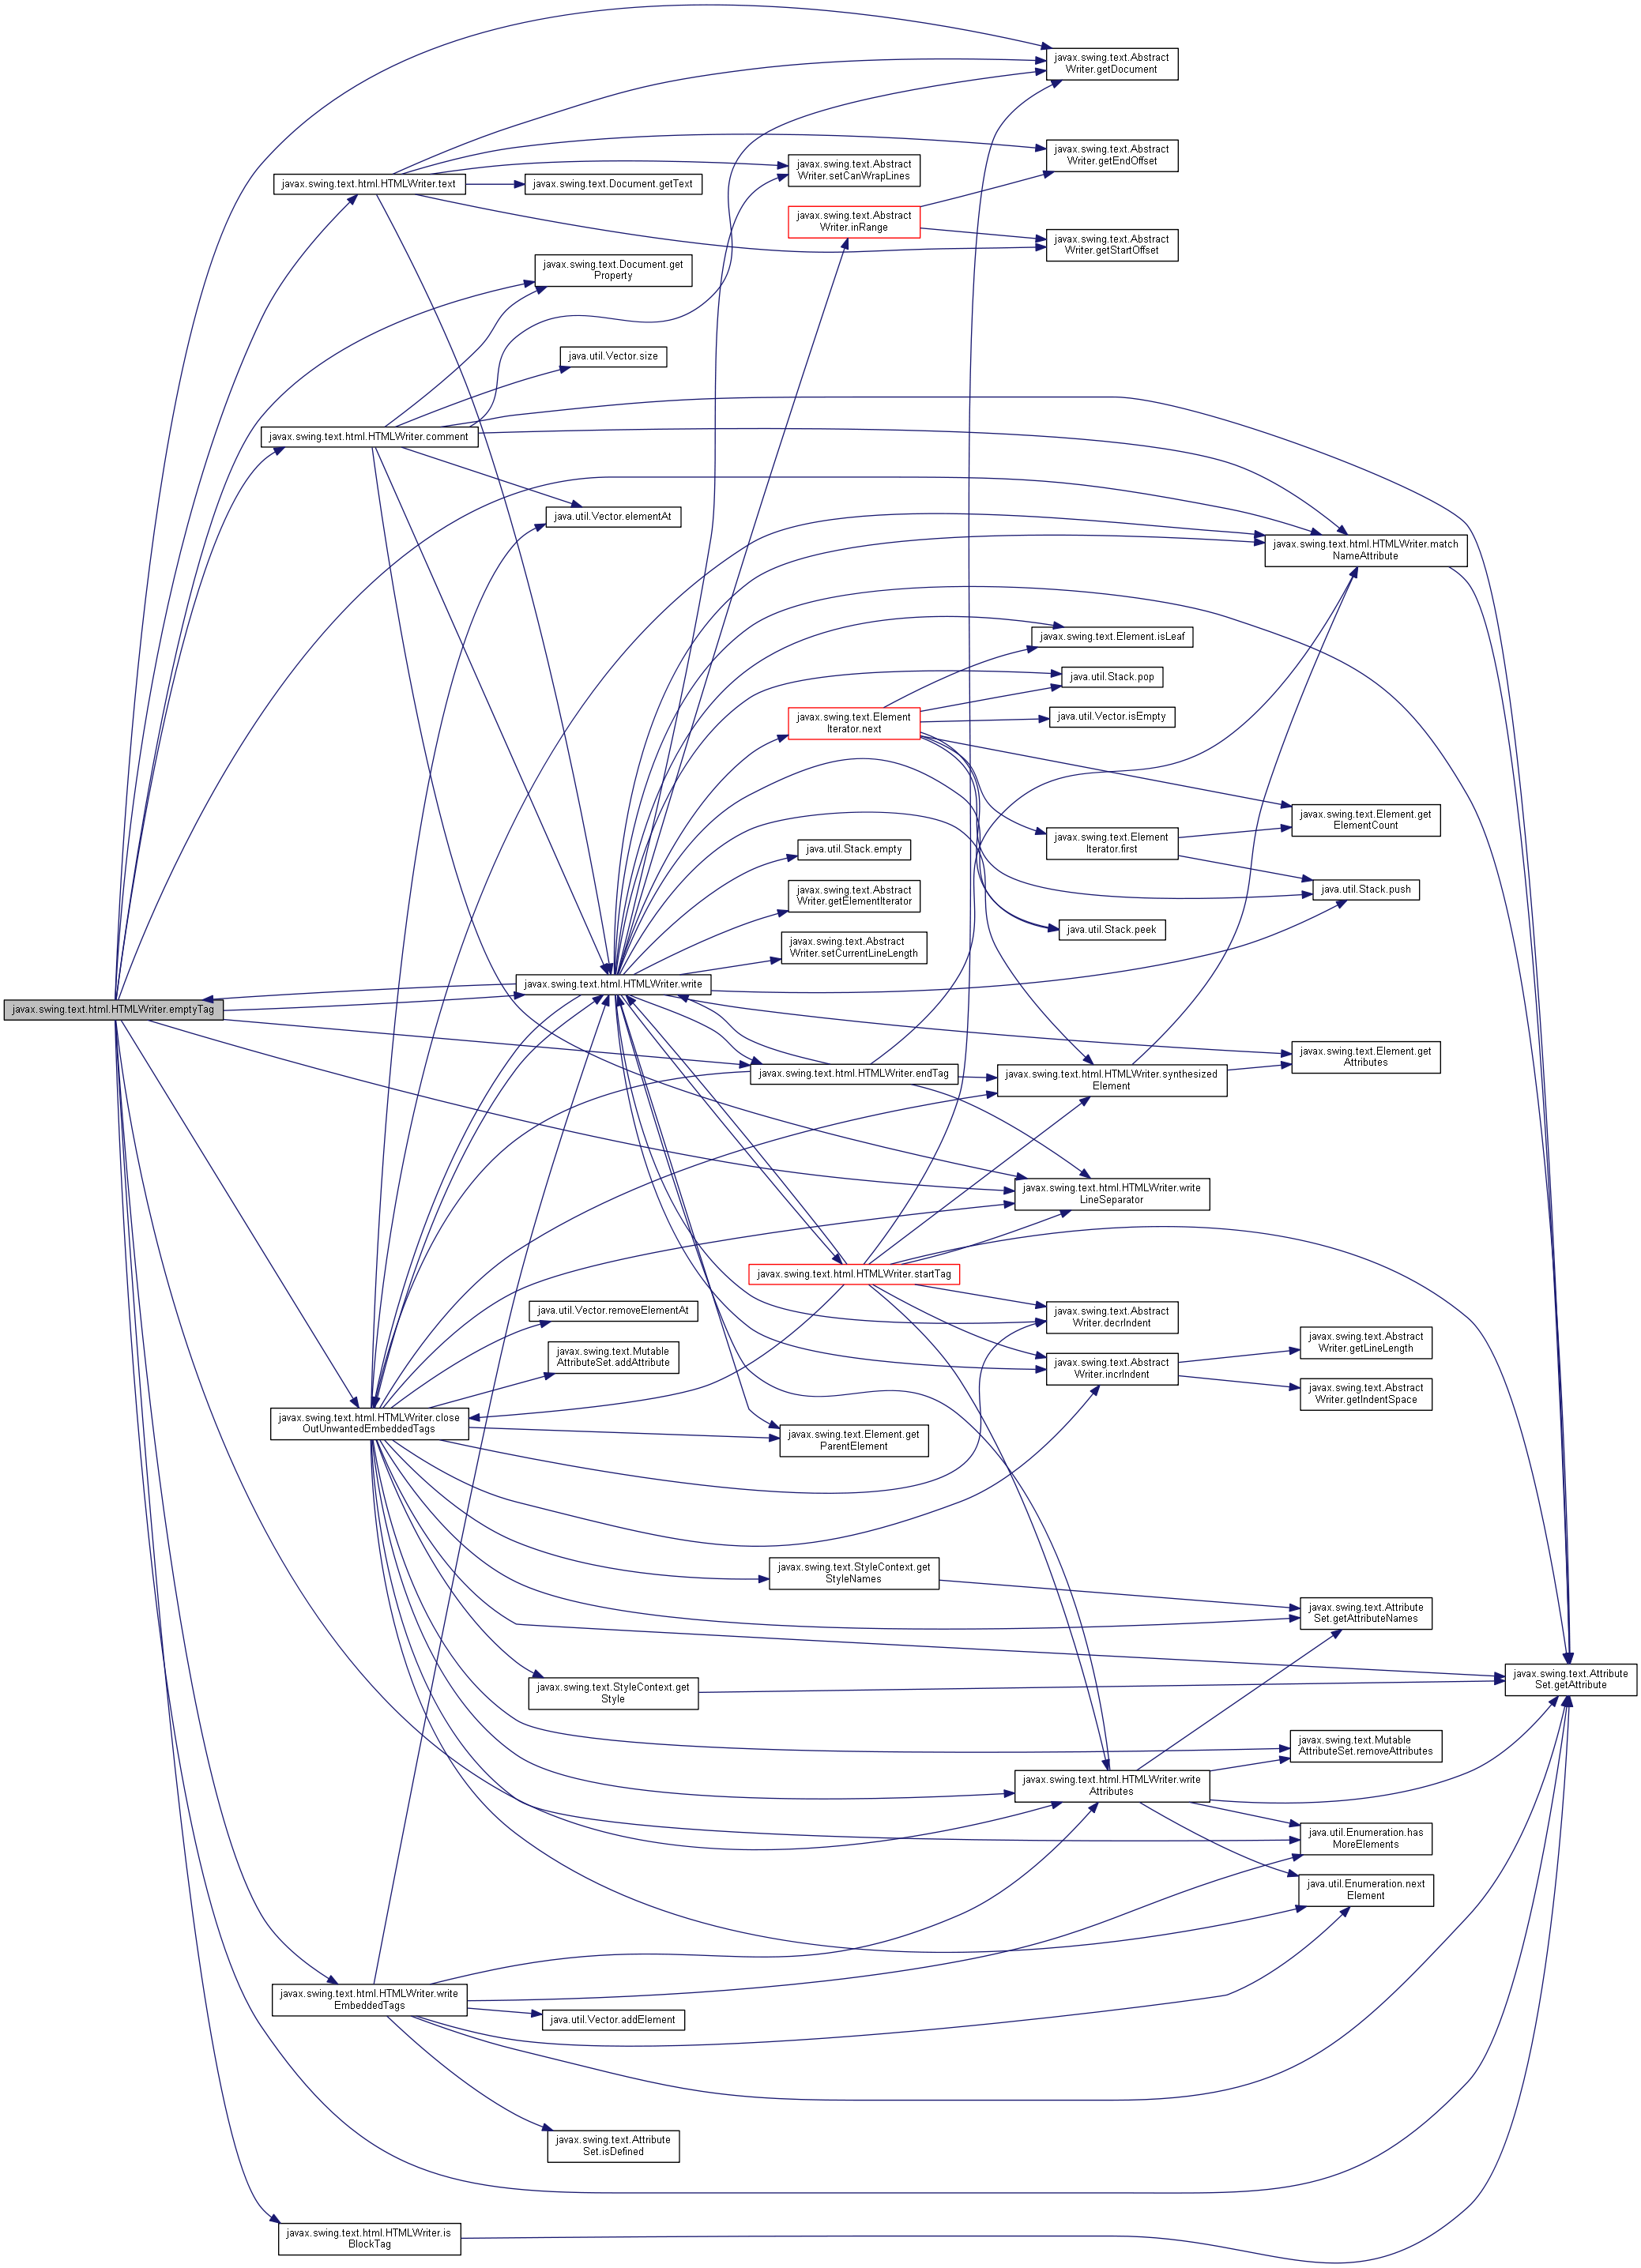 javax.swing.text.Abstract
Writer.getDocument
javax.swing.text.Abstract
Writer.getEndOffset
javax.swing.text.Abstract
Writer.setCanWrapLines
javax.swing.text.html.HTMLWriter.text
javax.swing.text.Document.getText
javax.swing.text.Abstract
Writer.inRange
javax.swing.text.Abstract
Writer.getStartOffset
javax.swing.text.Document.get
Property
java.util.Vector.size
javax.swing.text.html.HTMLWriter.comment
java.util.Vector.elementAt
javax.swing.text.html.HTMLWriter.match
NameAttribute
javax.swing.text.Element.isLeaf
java.util.Stack.pop
javax.swing.text.Element
Iterator.next
java.util.Vector.isEmpty
javax.swing.text.Element.get
ElementCount
javax.swing.text.Element
Iterator.first
java.util.Stack.empty
java.util.Stack.push
javax.swing.text.Abstract
Writer.getElementIterator
java.util.Stack.peek
javax.swing.text.Abstract
Writer.setCurrentLineLength
javax.swing.text.html.HTMLWriter.write
javax.swing.text.html.HTMLWriter.emptyTag
javax.swing.text.Element.get
Attributes
javax.swing.text.html.HTMLWriter.endTag
javax.swing.text.html.HTMLWriter.synthesized
Element
javax.swing.text.html.HTMLWriter.write
LineSeparator
javax.swing.text.html.HTMLWriter.startTag
java.util.Vector.removeElementAt
javax.swing.text.Abstract
Writer.decrIndent
javax.swing.text.Abstract
Writer.getLineLength
javax.swing.text.Mutable
AttributeSet.addAttribute
javax.swing.text.Abstract
Writer.incrIndent
javax.swing.text.Abstract
Writer.getIndentSpace
javax.swing.text.html.HTMLWriter.close
OutUnwantedEmbeddedTags
javax.swing.text.Element.get
ParentElement
javax.swing.text.StyleContext.get
StyleNames
javax.swing.text.Attribute
Set.getAttributeNames
javax.swing.text.Attribute
Set.getAttribute
javax.swing.text.StyleContext.get
Style
javax.swing.text.Mutable
AttributeSet.removeAttributes
javax.swing.text.html.HTMLWriter.write
Attributes
java.util.Enumeration.has
MoreElements
java.util.Enumeration.next
Element
javax.swing.text.html.HTMLWriter.write
EmbeddedTags
java.util.Vector.addElement
javax.swing.text.Attribute
Set.isDefined
javax.swing.text.html.HTMLWriter.is
BlockTag